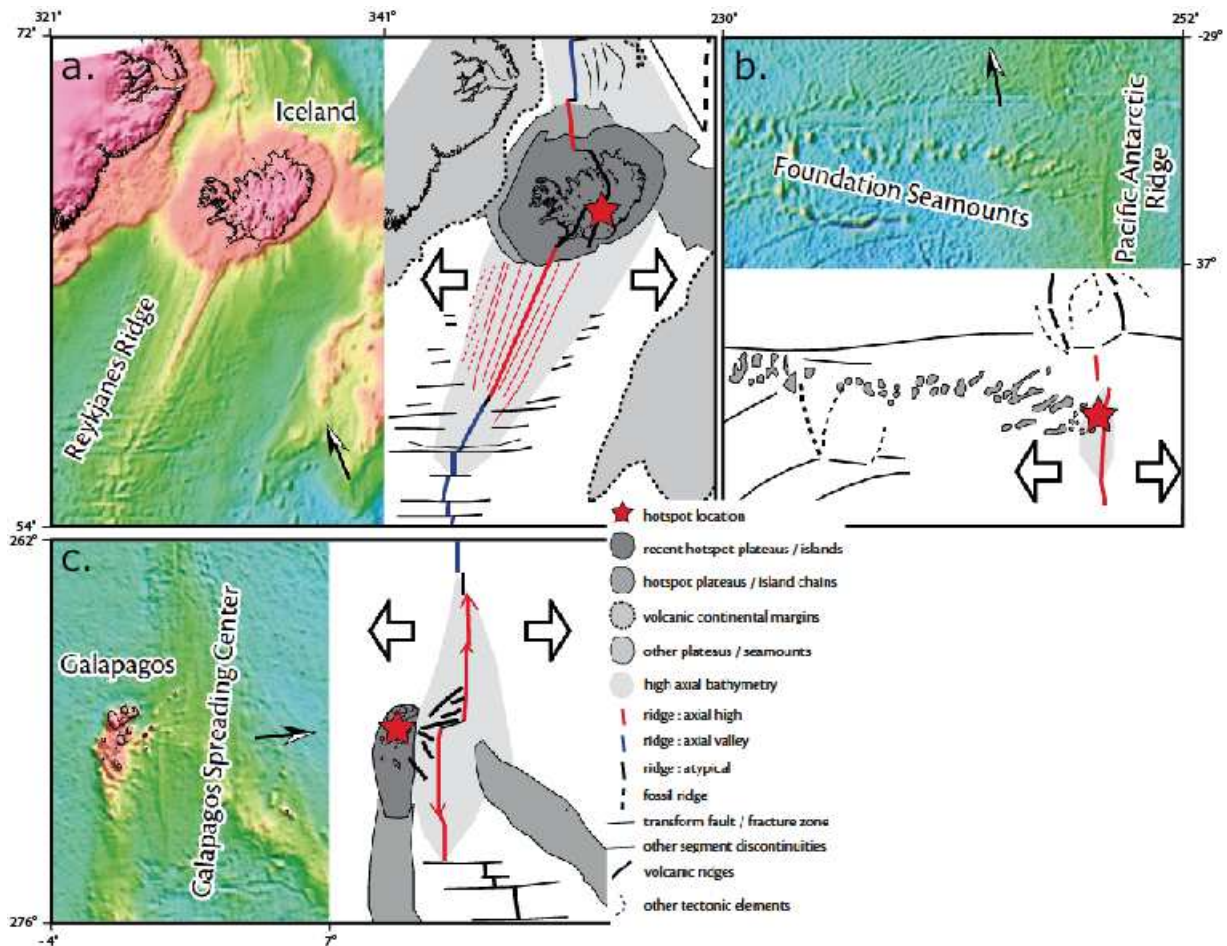 321°
341°
230°
252°
72°
-29°
a.
Iceland
Reykjanes Ridge
b.
Foundation Seamounts
Pacific Antarctic
Ridge
-37°
54°
262°
c.
Galapagos
Galapagos Spreading Center
276°
-4°
7°
hotspot location
recent hotspot plateaus / islands
hotspot plateaus / island chains
volcanic continental margins
other plateaus / seamounts
high axial bathymetry
ridge : axial high
ridge : axial valley
ridge : atypical
fossil ridge
transform fault / fracture zone
other segment discontinuities
volcanic ridges
other tectonic elements